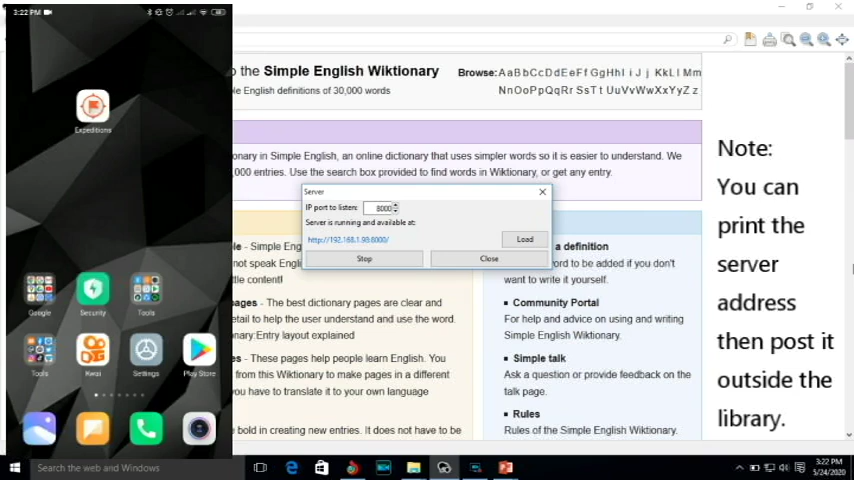 3:22 PM
Expeditions
Google
Security
Tools
Tools
Kwai
Settings
Play Store
the Simple English Wiktionary
le English definitions of 30,000 words
Browse: A a B b C c D d E e F f G g H h I i J j K k L l M m
N n O o P p Q q R r S s T t U u V v W w X x Y y Z z
onary in Simple English, an online dictionary that uses simpler words so it is easier to understand. We
,000 entries. Use the search box provided to find words in Wiktionary, or get any entry.
Server
IP port to listen: 8000
Server is running and available at:
http://192.168.1.98:8000/
Load
Stop
Close
le - Simple Eng
not speak Engli
little content!
pages - The best dictionary pages are clear and
etail to help the user understand and use the word.
onary:Entry layout explained
es - These pages help people learn English. You
from this Wiktionary to make pages in a different
you have to translate it to your own language
bold in creating new entries. It does not have to be
a definition
ord to be added if you don't
want to write it yourself.
Community Portal
For help and advice on using and writing
Simple English Wiktionary.
Simple talk
Ask a question or provide feedback on the
talk page.
Rules
Rules of the Simple English Wiktionary.
Note:
You can
print the
server
address
then post it
outside the
library.
Search the web and Windows
3:22 PM
5/24/2020